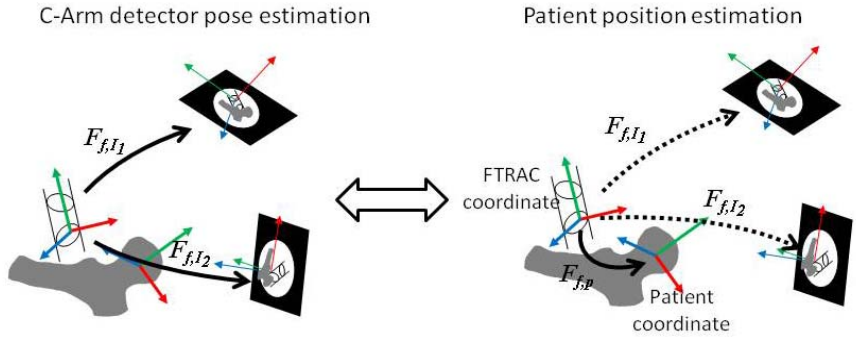 C-Arm detector pose estimation
Patient position estimation
F_{f,I_1}
F_{f,I_2}
F_{f,I_1}
FTRAC
coordinate
F_{f,I_2}
F_{f,p}
Patient
coordinate